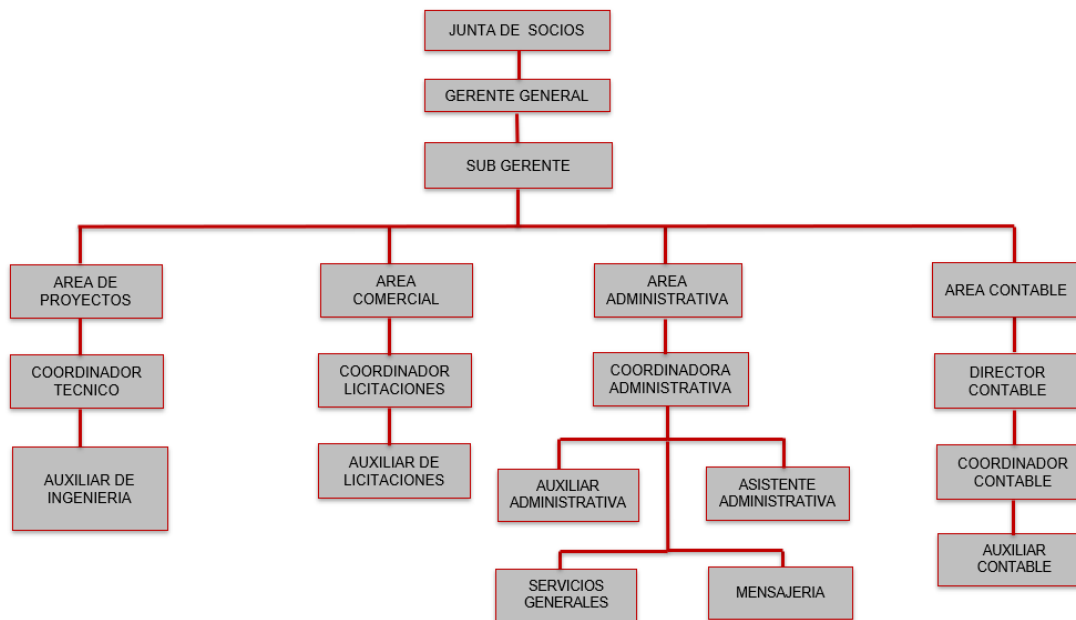 JUNTA DE SOCIOS
GERENTE GENERAL
SUB GERENTE
AREA DE
PROYECTOS
AREA
COMERCIAL
AREA
ADMINISTRATIVA
AREA CONTABLE
COORDINADOR
TECNICO
COORDINADOR
LICITACIONES
COORDINADORA
ADMINISTRATIVA
DIRECTOR
CONTABLE
AUXILIAR DE
INGENIERIA
AUXILIAR DE
LICITACIONES
AUXILIAR
ADMINISTRATIVA
ASISTENTE
ADMINISTRATIVA
COORDINADOR
CONTABLE
SERVICIOS
GENERALES
MENSAJERIA
AUXILIAR
CONTABLE